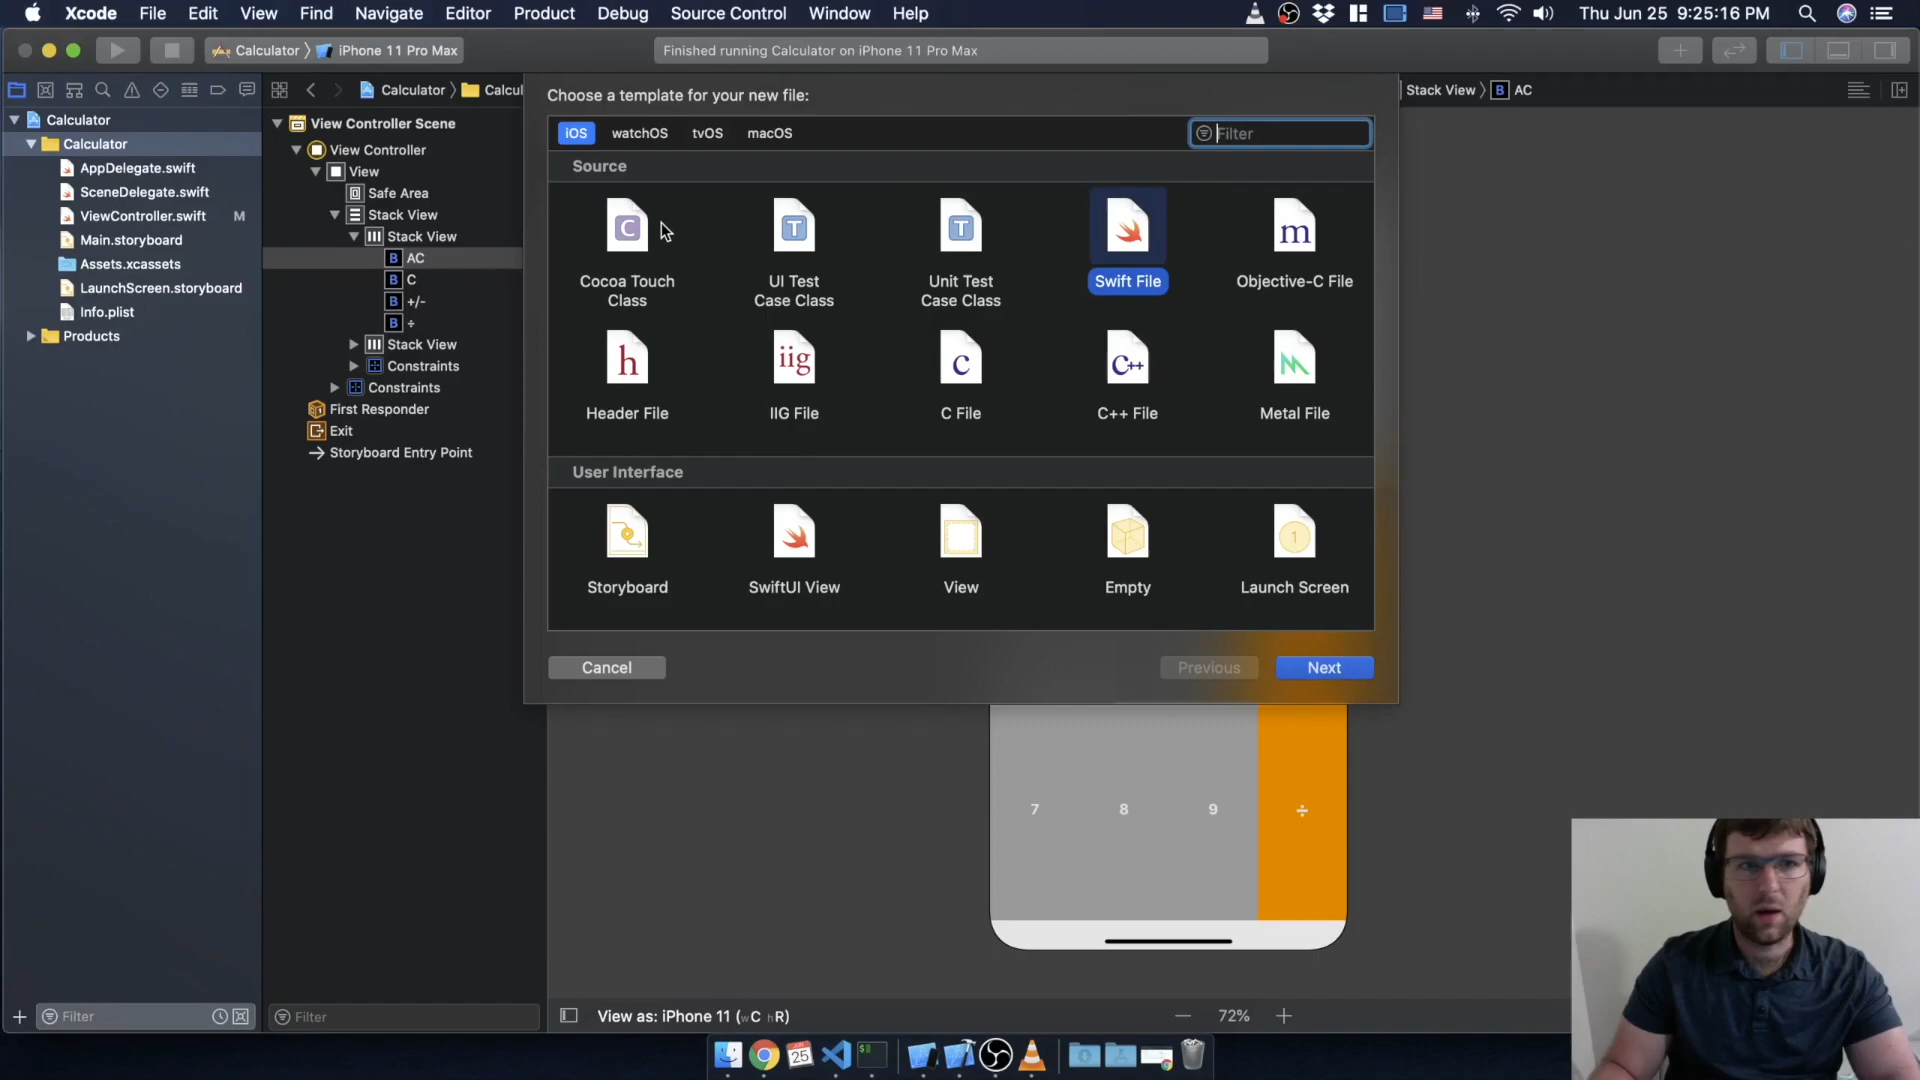 Xcode File Edit View Find Navigate Editor Product Debug Source Control Window Help
Thu Jun 25 9:25:16 PM
Calculator
iPhone 11 Pro Max
Finished running Calculator on iPhone 11 Pro Max
Calculator
Calcul
Stack View
B AC
Calculator
Calculator
AppDelegate.swift
SceneDelegate.swift
ViewController.swift M
Main.storyboard
Assets.xcassets
LaunchScreen.storyboard
Info.plist
Products
View Controller Scene
View Controller
View
Safe Area
Stack View
Stack View
B AC
B C
B +/-
B ÷
Stack View
Constraints
Constraints
First Responder
Exit
Storyboard Entry Point
Choose a template for your new file:
iOS watchOS tvOS macOS
Filter
Source
C
T
T
m
Cocoa Touch Class
UI Test Case Class
Unit Test Case Class
Swift File
Objective-C File
h
iig
c
c++
Header File
IIG File
C File
C++ File
Metal File
User Interface
1
Storyboard
SwiftUI View
View
Empty
Launch Screen
Cancel
Previous
Next
7 8 9 ÷
Filter
Filter
View as: iPhone 11 (wC hR)
72%
25